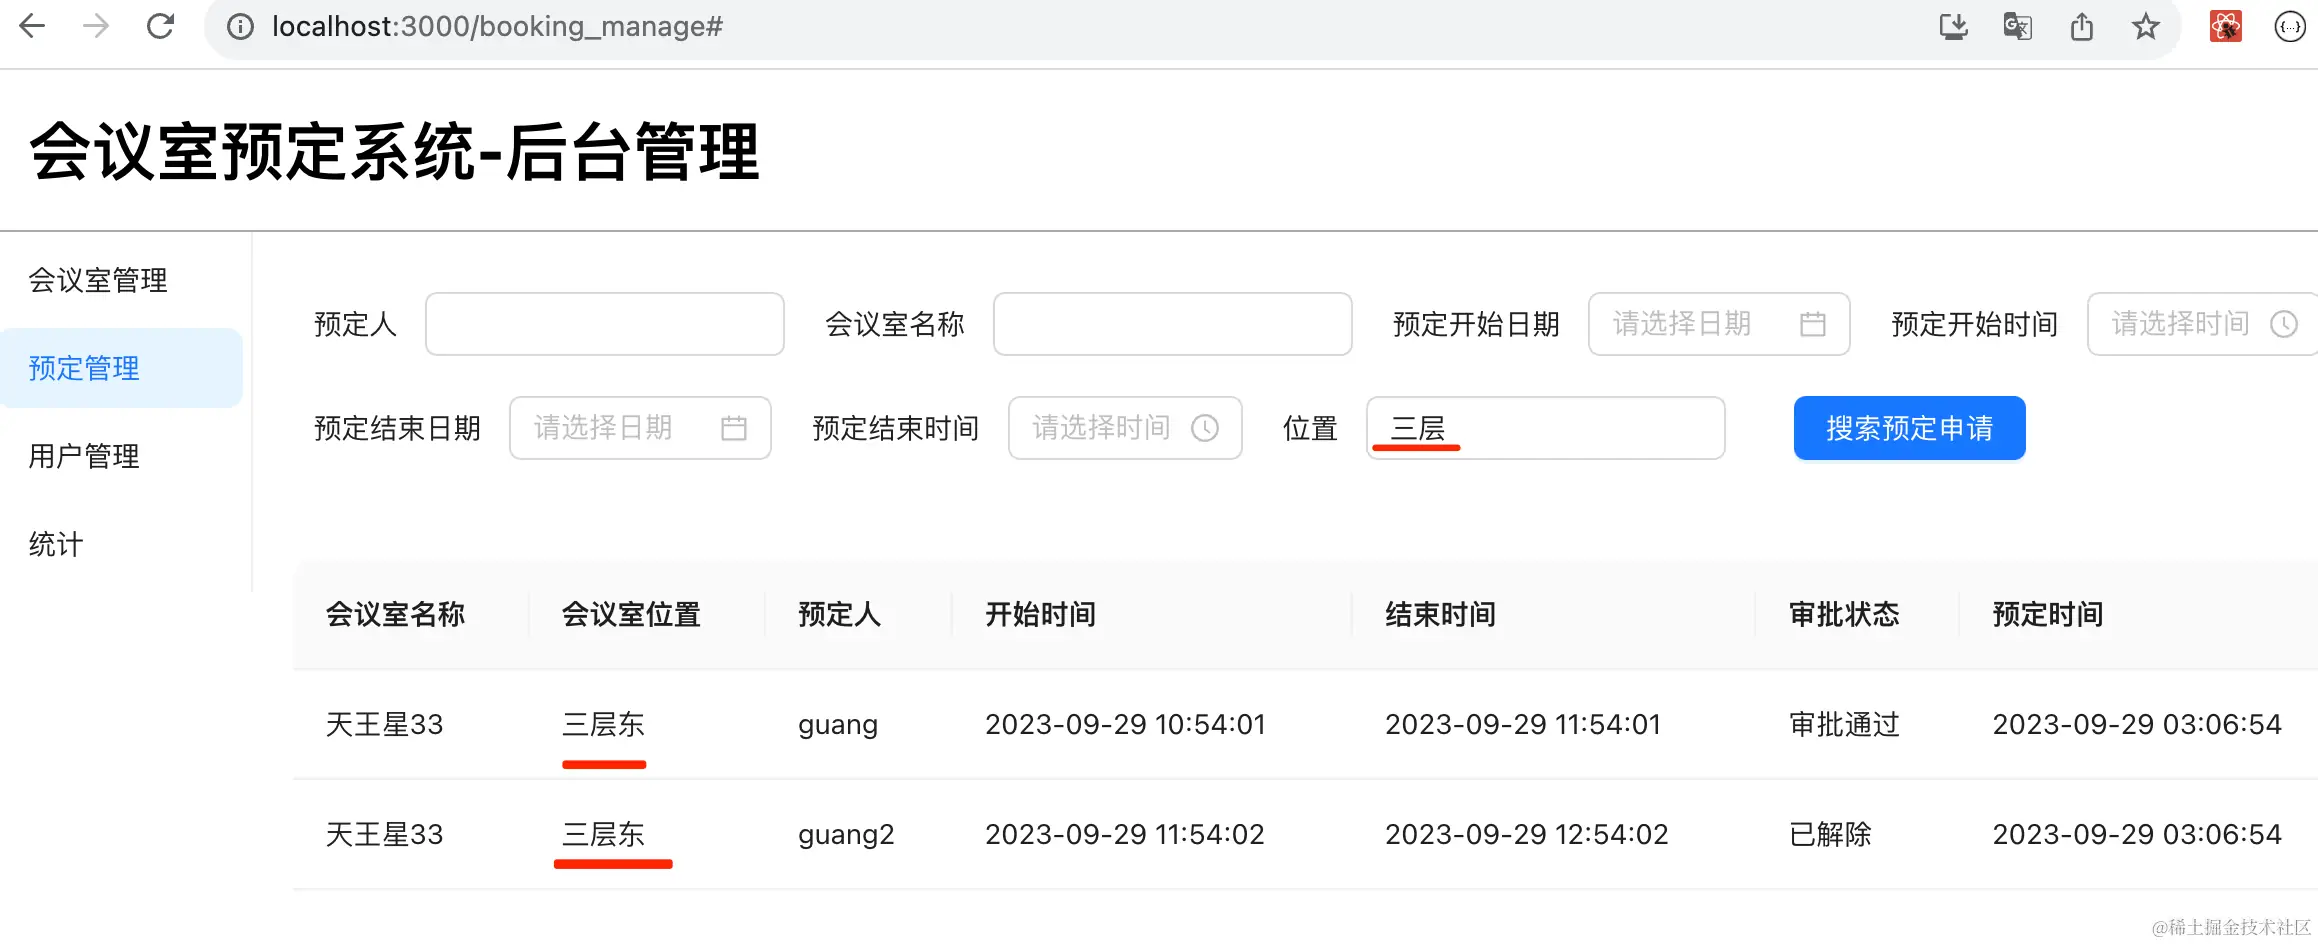 localhost:3000/booking_manage#
会议室预定系统-后台管理
会议室管理
预定管理
用户管理
统计
预定人 会议室名称 预定开始日期 请选择日期 预定开始时间 请选择时间
预定结束日期 请选择日期 预定结束时间 请选择时间 位置 三层 搜索预定申请
会议室名称 会议室位置 预定人 开始时间 结束时间 审批状态 预定时间
天王星33 三层东 guang 2023-09-29 10:54:01 2023-09-29 11:54:01 审批通过 2023-09-29 03:06:54
天王星33 三层东 guang2 2023-09-29 11:54:02 2023-09-29 12:54:02 已解除 2023-09-29 03:06:54
@稀土掘金技术社区